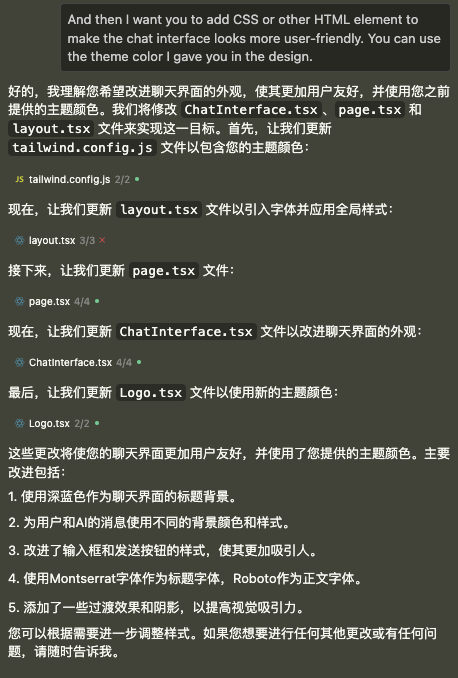 And then I want you to add CSS or other HTML element to
make the chat interface looks more user-friendly. You can use
the theme color I gave you in the design.
好的，我理解您希望改进聊天界面的外观，使其更加用户友好，并使用您之前
提供的主题颜色。我们将修改 ChatInterface.tsx、page.tsx 和
layout.tsx 文件来实现这一目标。首先，让我们更新
tailwind.config.js 文件以包含您的主题颜色：
JS tailwind.config.js 2/2
现在，让我们更新 layout.tsx 文件以引入字体并应用全局样式：
layout.tsx 3/3 ×
接下来，让我们更新 page.tsx 文件：
page.tsx 4/4
现在，让我们更新 ChatInterface.tsx 文件以改进聊天界面的外观：
ChatInterface.tsx 4/4
最后，让我们更新 Logo.tsx 文件以使用新的主题颜色：
Logo.tsx 2/2
这些更改将使您的聊天界面更加用户友好，并使用了您提供的主题颜色。主要
改进包括：
1. 使用深蓝色作为聊天界面的标题背景。
2. 为用户和AI的消息使用不同的背景颜色和样式。
3. 改进了输入框和发送按钮的样式，使其更加吸引人。
4. 使用Montserrat字体作为标题字体，Roboto作为正文字体。
5. 添加了一些过渡效果和阴影，以提高视觉吸引力。
您可以根据需要进一步调整样式。如果您想要进行任何其他更改或有任何问
题，请随时告诉我。